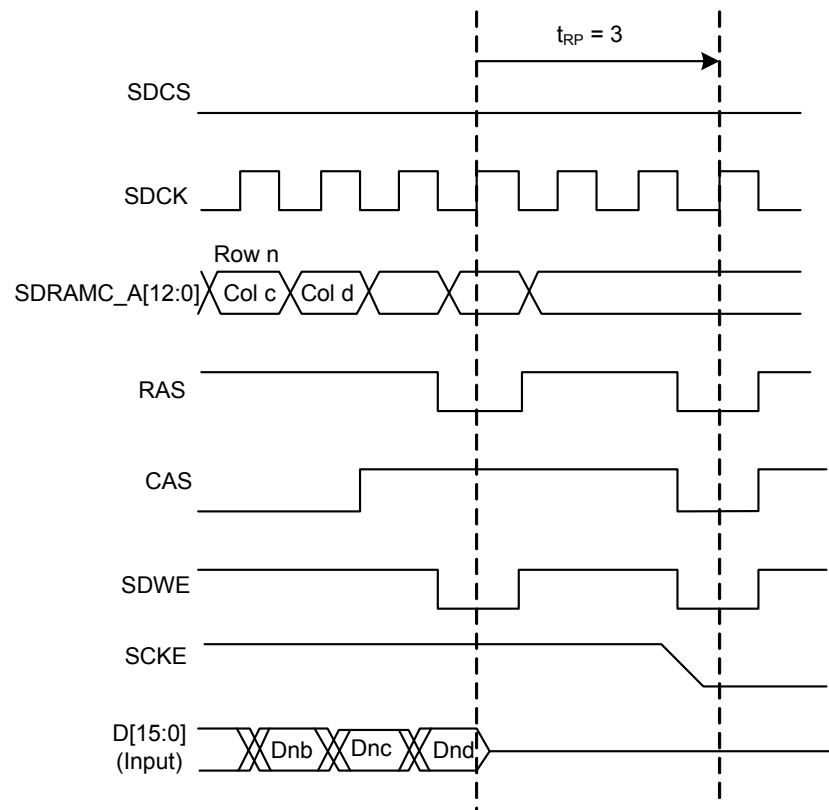 tRP = 3
SDCS
SDCK
Row n
SDRAMC_A[12:0]
Col c
Col d
RAS
CAS
SDWE
SCKE
D[15:0]
(Input)
Dnb
Dnc
Dnd